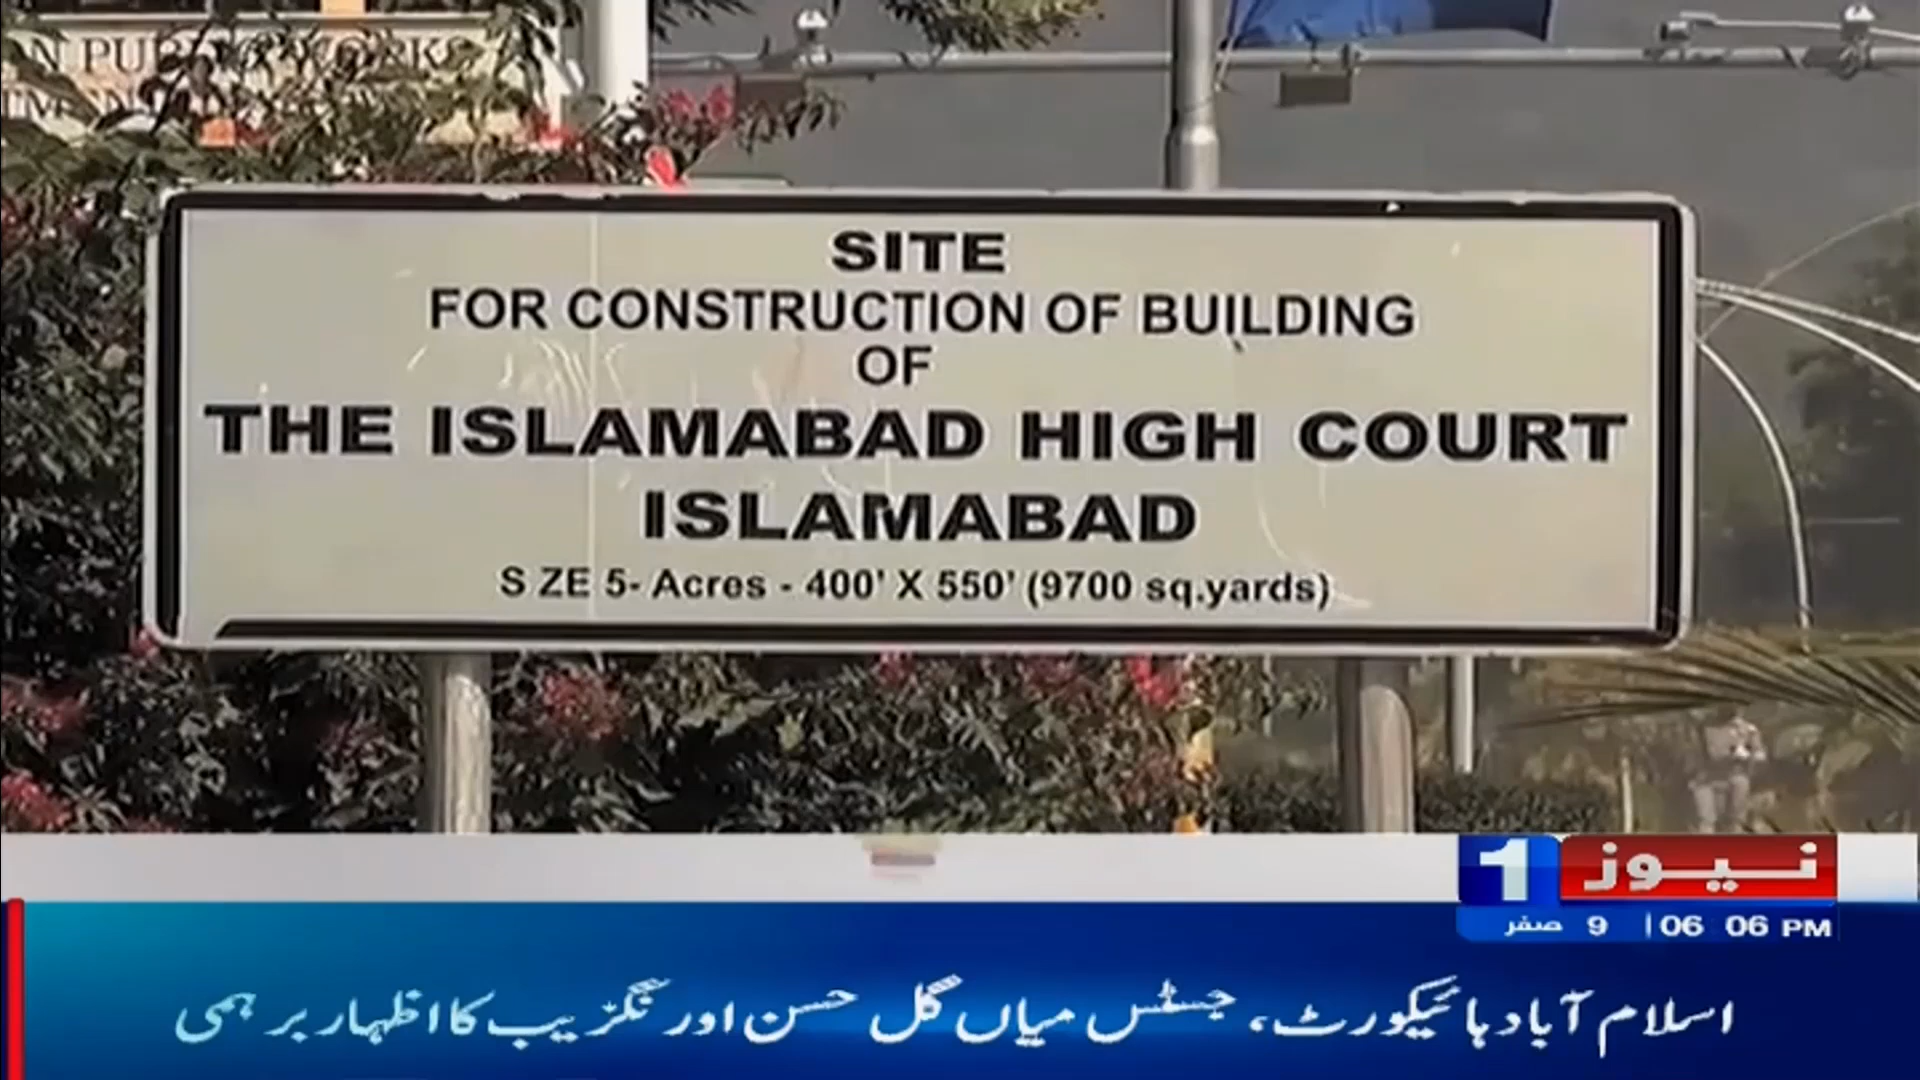 SITE
FOR CONSTRUCTION OF BUILDING
OF
THE ISLAMABAD HIGH COURT
ISLAMABAD
S ZE 5- Acres - 400' X 550' (9700 sq.yards)
1 نیوز
9 صفر | 06 06 PM
اسلام آباد ہائیکورٹ، جسٹس میاں گل حسن اورنگزیب کا اظہار برہمی